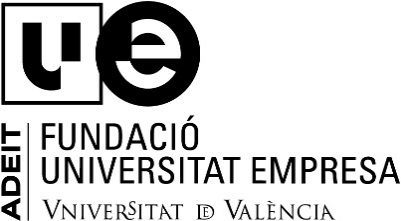 ue
ADEIT
FUNDACIÓ
UNIVERSITAT EMPRESA
VNIVERSITAT DE VALÈNCIA